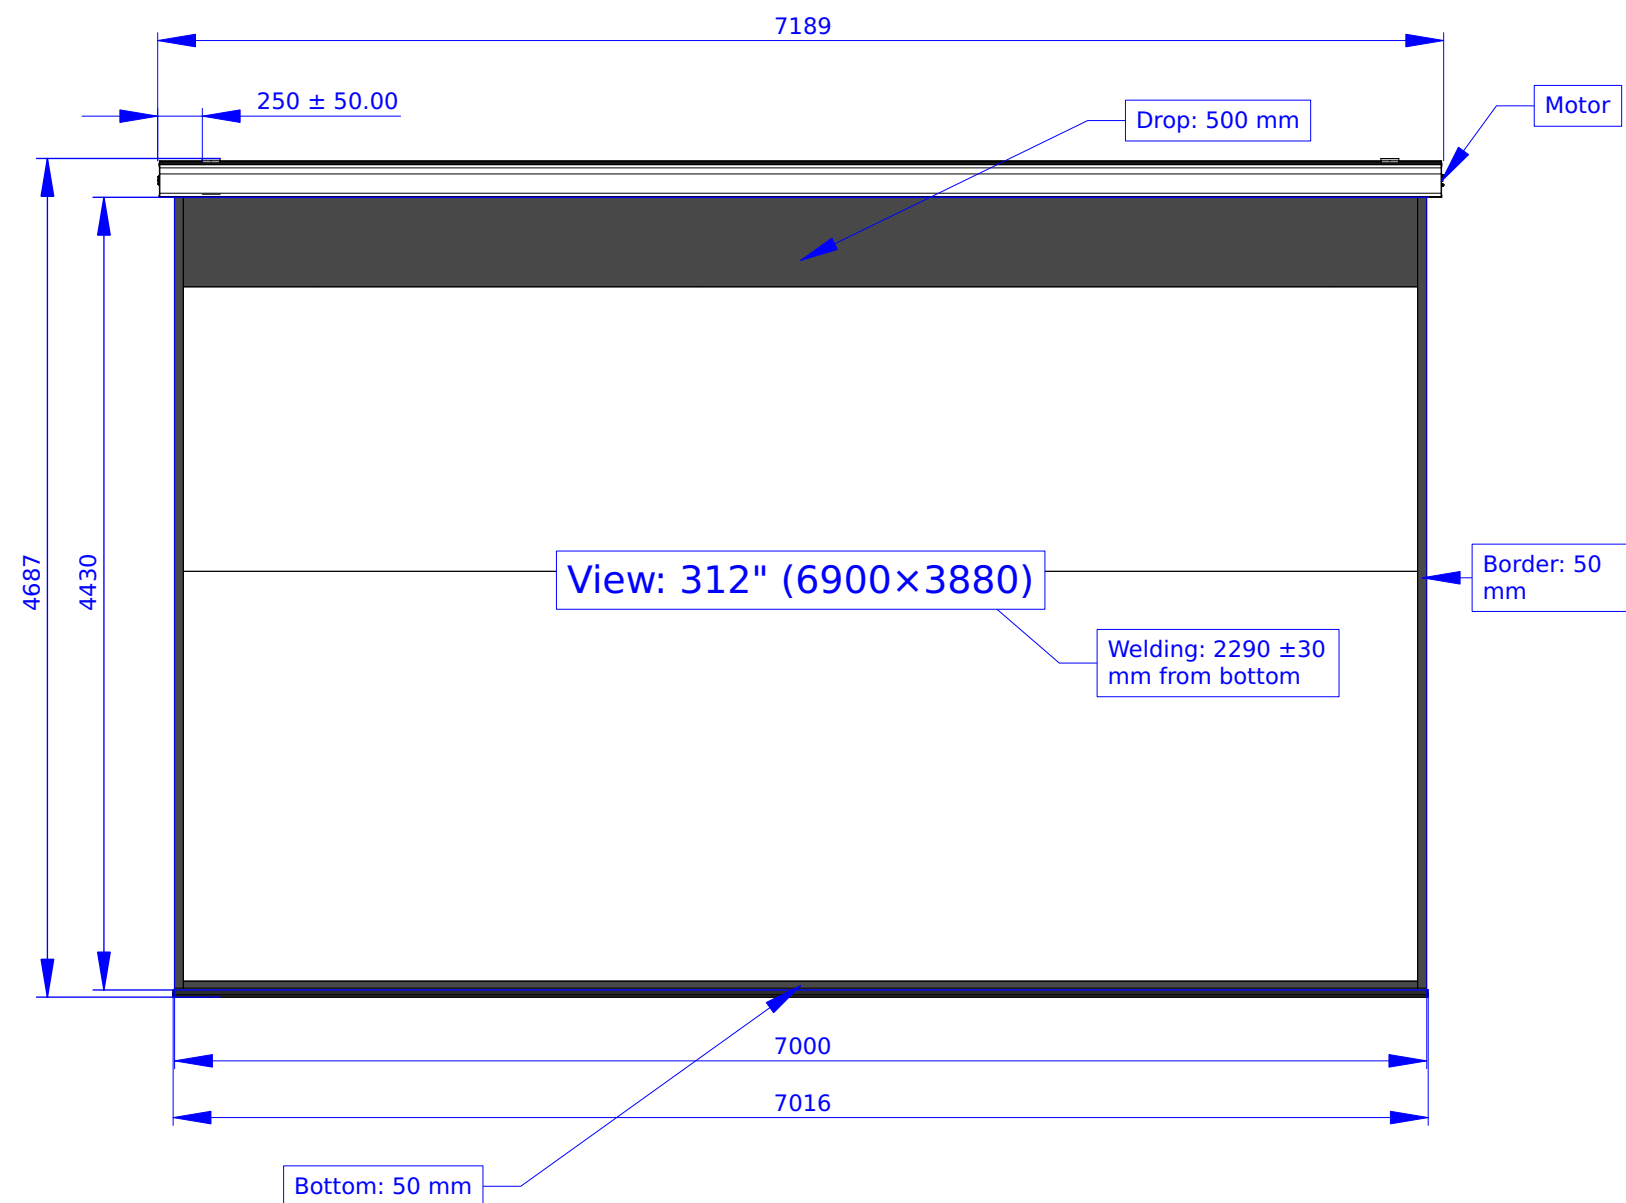 7189
250 ± 50.00
Motor
Drop: 500 mm
4687
4430
View: 312" (6900×3880)
Border: 50
mm
Welding: 2290 ±30
mm from bottom
7000
7016
Bottom: 50 mm